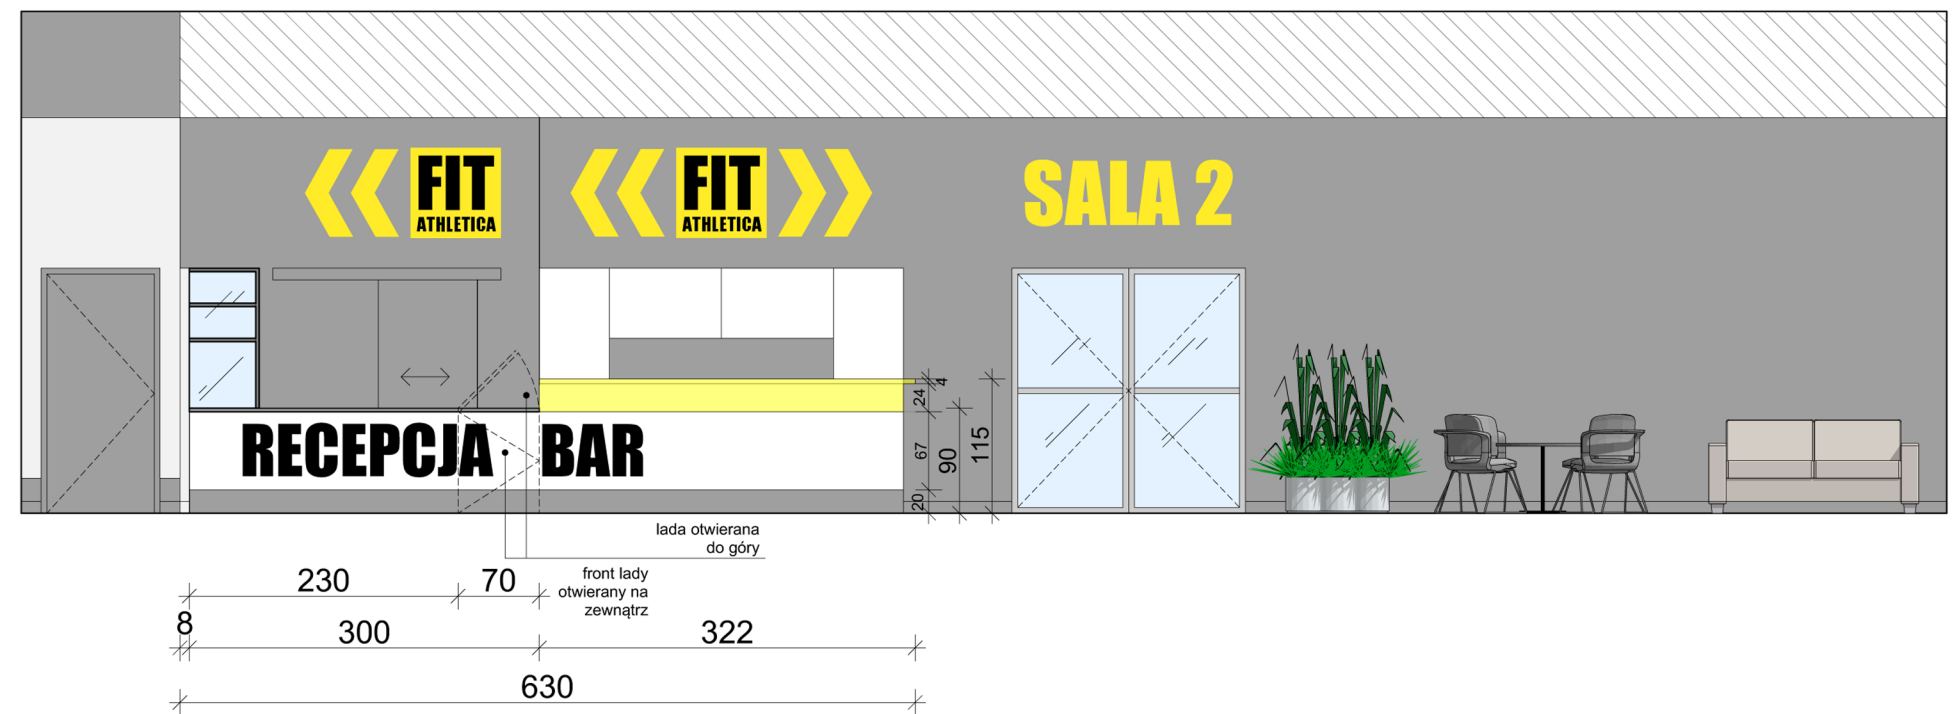 FIT
ATHLETICA
FIT
ATHLETICA
SALA 2
RECEPCJA
BAR
4
24
67
20
90
115
lada otwierana
do góry
front lady
otwierany na
zewnątrz
230
70
8
300
322
630